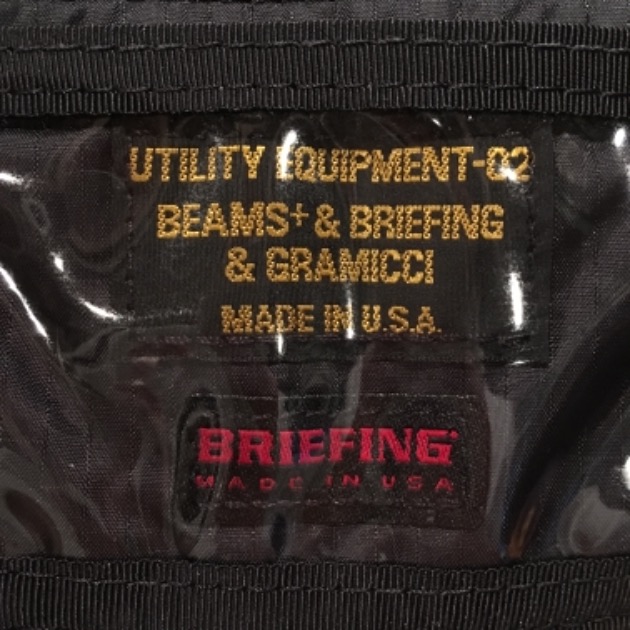 UTILITY EQUIPMENT-02
BEAMS+ & BRIEFING
& GRAMICCI
MADE IN U.S.A.
BRIEFING
MADE IN USA